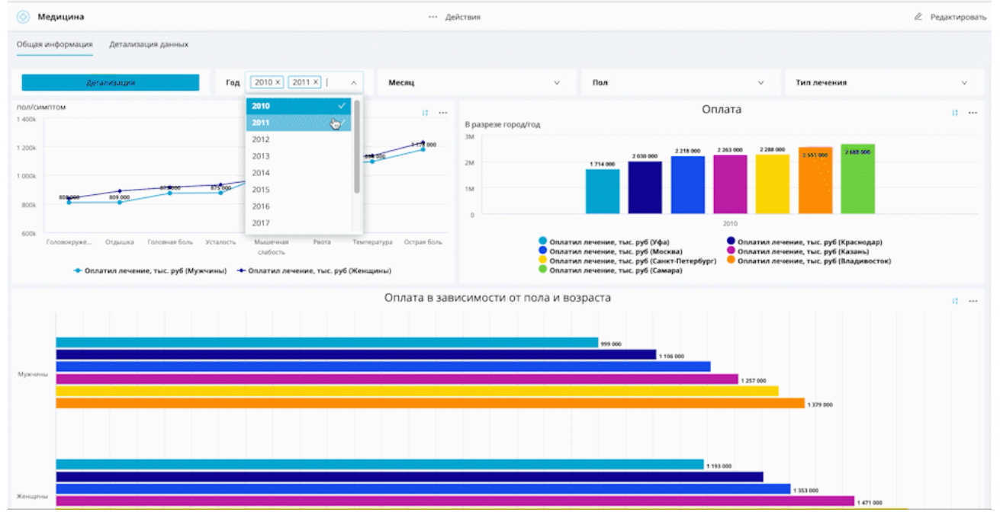 Медицина
··· Действия
Редактировать
Общая информация Детализация данных
Детализация
Год 2010 × 2011 ×
Месяц
Пол
Тип лечения
2010
2011
2012
2013
2014
2015
2016
2017
пол/симптом
1 400k
1 200k
1 000k
800k
600k
809 000
873 000
875 000
1 178 000
Головокруже... Отдышка Головная боль Усталость Мышечная слабость Рвота Температура Острая боль
Оплатил лечение, тыс. руб (Мужчины) Оплатил лечение, тыс. руб (Женщины)
Оплата
В разрезе город/год
3M
2M
1M
0
1 714 000
2 030 000
2 218 000
2 263 000
2 288 000
2 551 000
2 688 000
2010
Оплатил лечение, тыс. руб (Уфа) Оплатил лечение, тыс. руб (Краснодар)
Оплатил лечение, тыс. руб (Москва) Оплатил лечение, тыс. руб (Казань)
Оплатил лечение, тыс. руб (Санкт-Петербург) Оплатил лечение, тыс. руб (Владивосток)
Оплатил лечение, тыс. руб (Самара)
Оплата в зависимости от пола и возраста
Мужчины
999 000
1 106 000
1 257 000
1 379 000
Женщины
1 193 000
1 353 000
1 471 000